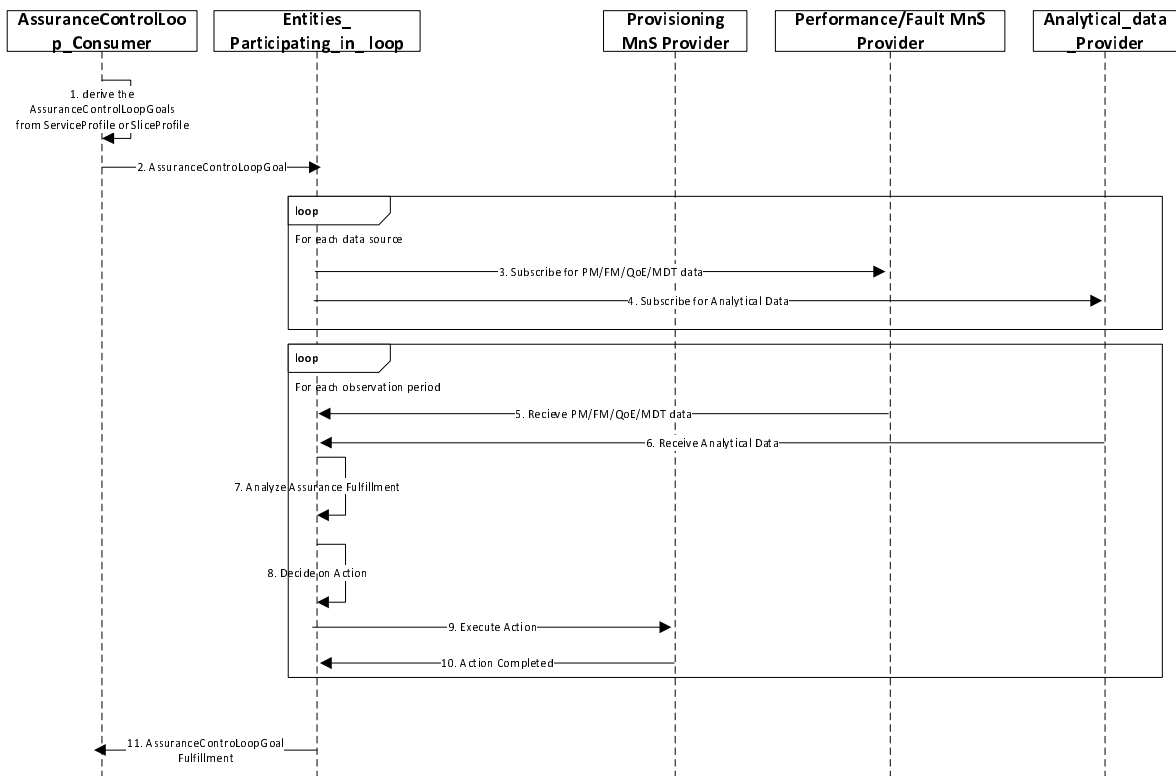 AssuranceControlLoo
p_Consumer
Entities_
Participating_in_ loop
Provisioning
MnS Provider
Performance/Fault MnS
Provider
Analytical_data
_Provider
1. derive the
AssuranceControlLoopGoals
from ServiceProfile or SliceProfile
2. AssuranceControLoopGoal
loop
For each data source
3. Subscribe for PM/FM/QoE/MDT data
4. Subscribe for Analytical Data
loop
For each observation period
5. Recieve PM/FM/QoE/MDT data
6. Receive Analytical Data
7. Analyze Assurance Fulfillment
8. Decide on Action
9. Execute Action
10. Action Completed
11. AssuranceControLoopGoal
Fulfillment